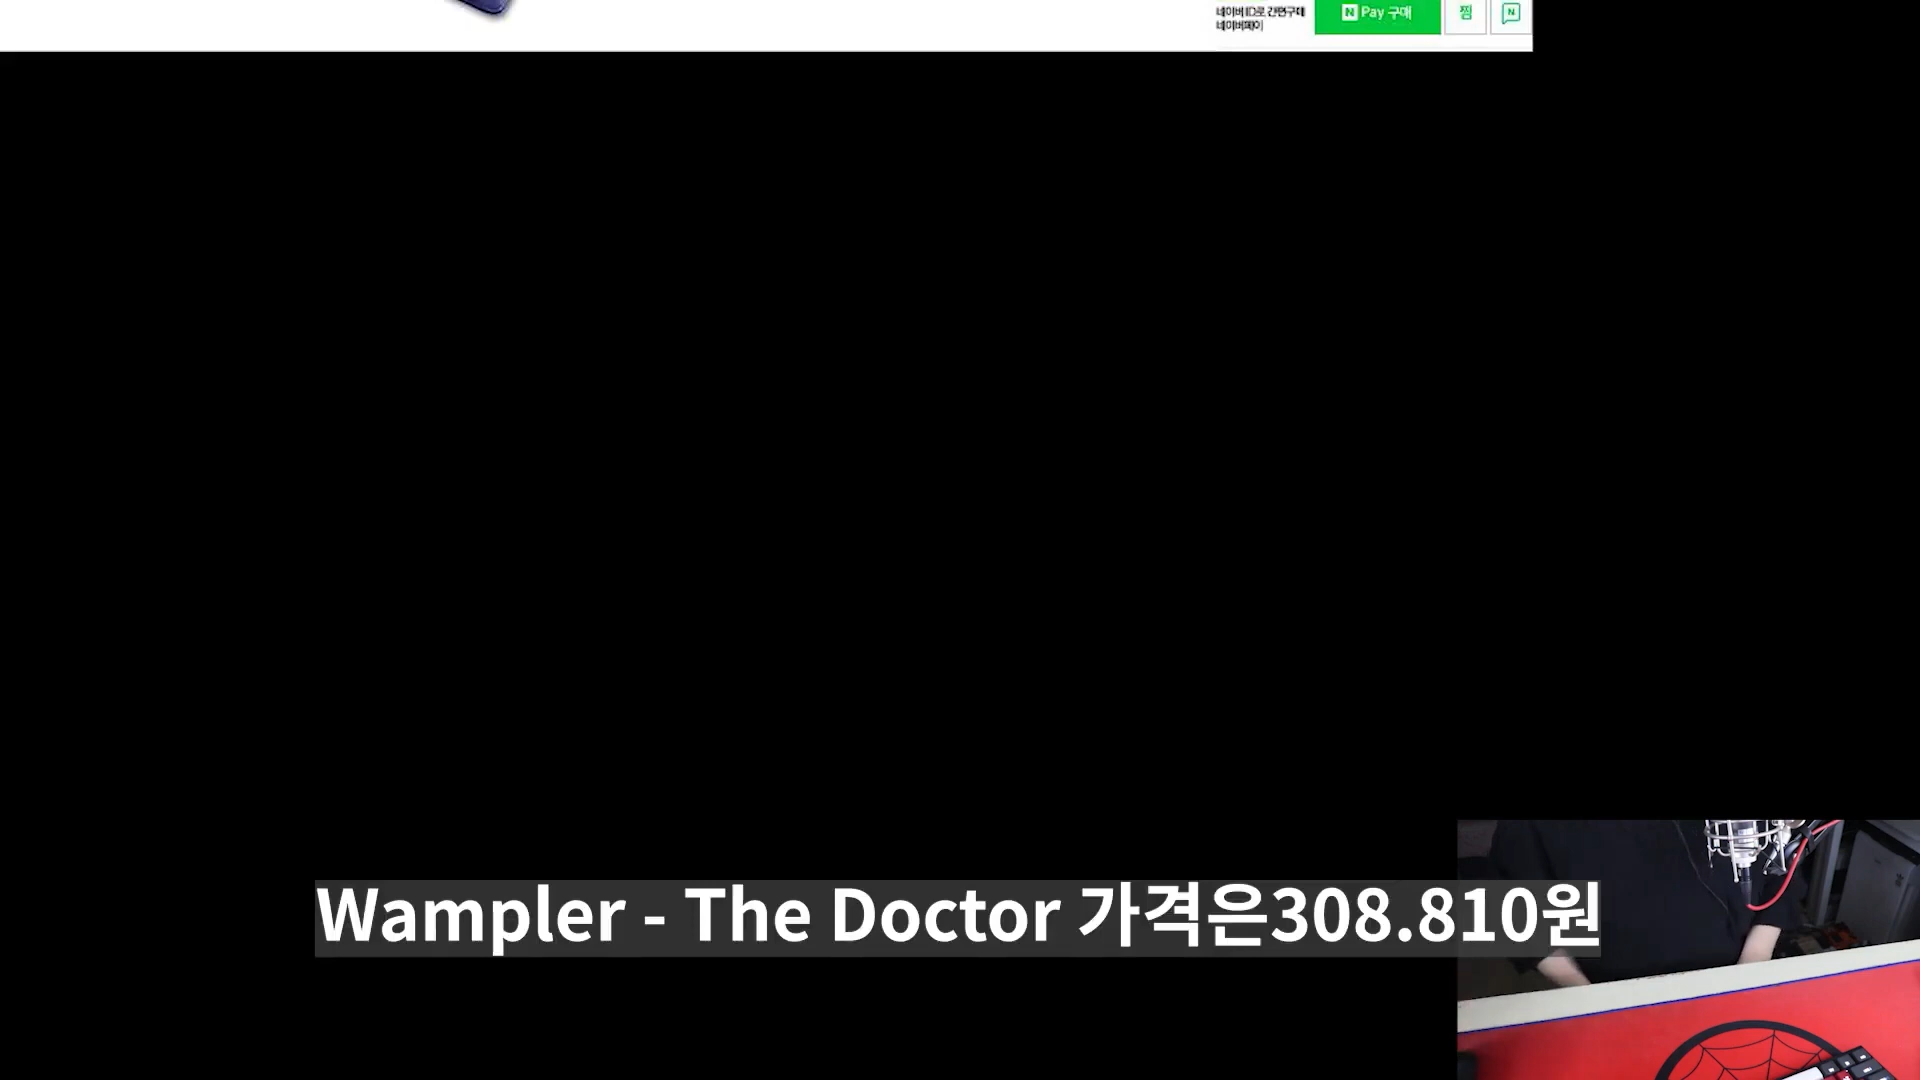 네이버 ID로 간편구매
네이버페이
N Pay 구매
찜
N
Wampler - The Doctor 가격은308.810원